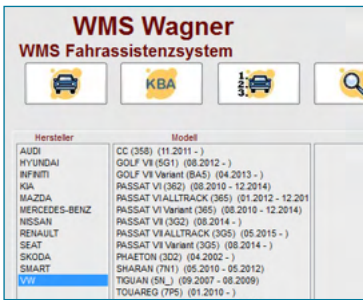 WMS Wagner
WMS Fahrassistenzsystem
KBA
1.
2.
3.
Hersteller
Modell
AUDI
HYUNDAI
INFINITI
KIA
MAZDA
MERCEDES-BENZ
NISSAN
RENAULT
SEAT
SKODA
SMART
VW
CC (358) (11.2011 - )
GOLF VII (5G1) (08.2012 - )
GOLF VII Variant (BA5) (04.2013 - )
PASSAT VI (362) (08.2010 - 12.2014)
PASSAT VI ALLTRACK (365) (01.2012 - 12.201
PASSAT VI Variant (365) (08.2010 - 12.2014)
PASSAT VII (3G2) (08.2014 - )
PASSAT VII ALLTRACK (3G5) (05.2015 - )
PASSAT VII Variant (3G5) (08.2014 - )
PHAETON (3D2) (04.2002 - )
SHARAN (7N1) (05.2010 - 05.2012)
TIGUAN (5N_) (09.2007 - 08.2009)
TOUAREG (7P5) (01.2010 - )